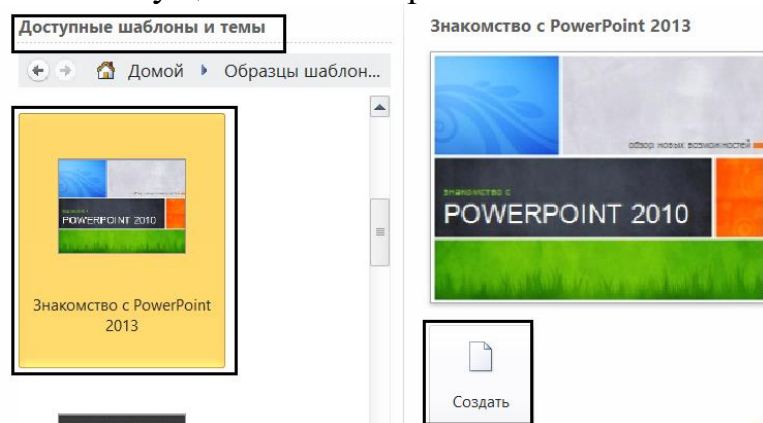 Доступные шаблоны и темы
Домой
Образцы шаблон...
POWERPOINT 2010
Знакомство с PowerPoint
2013
Знакомство с PowerPoint 2013
обзор новых возможностей
ЗНАКОМСТВО С
POWERPOINT 2010
Создать